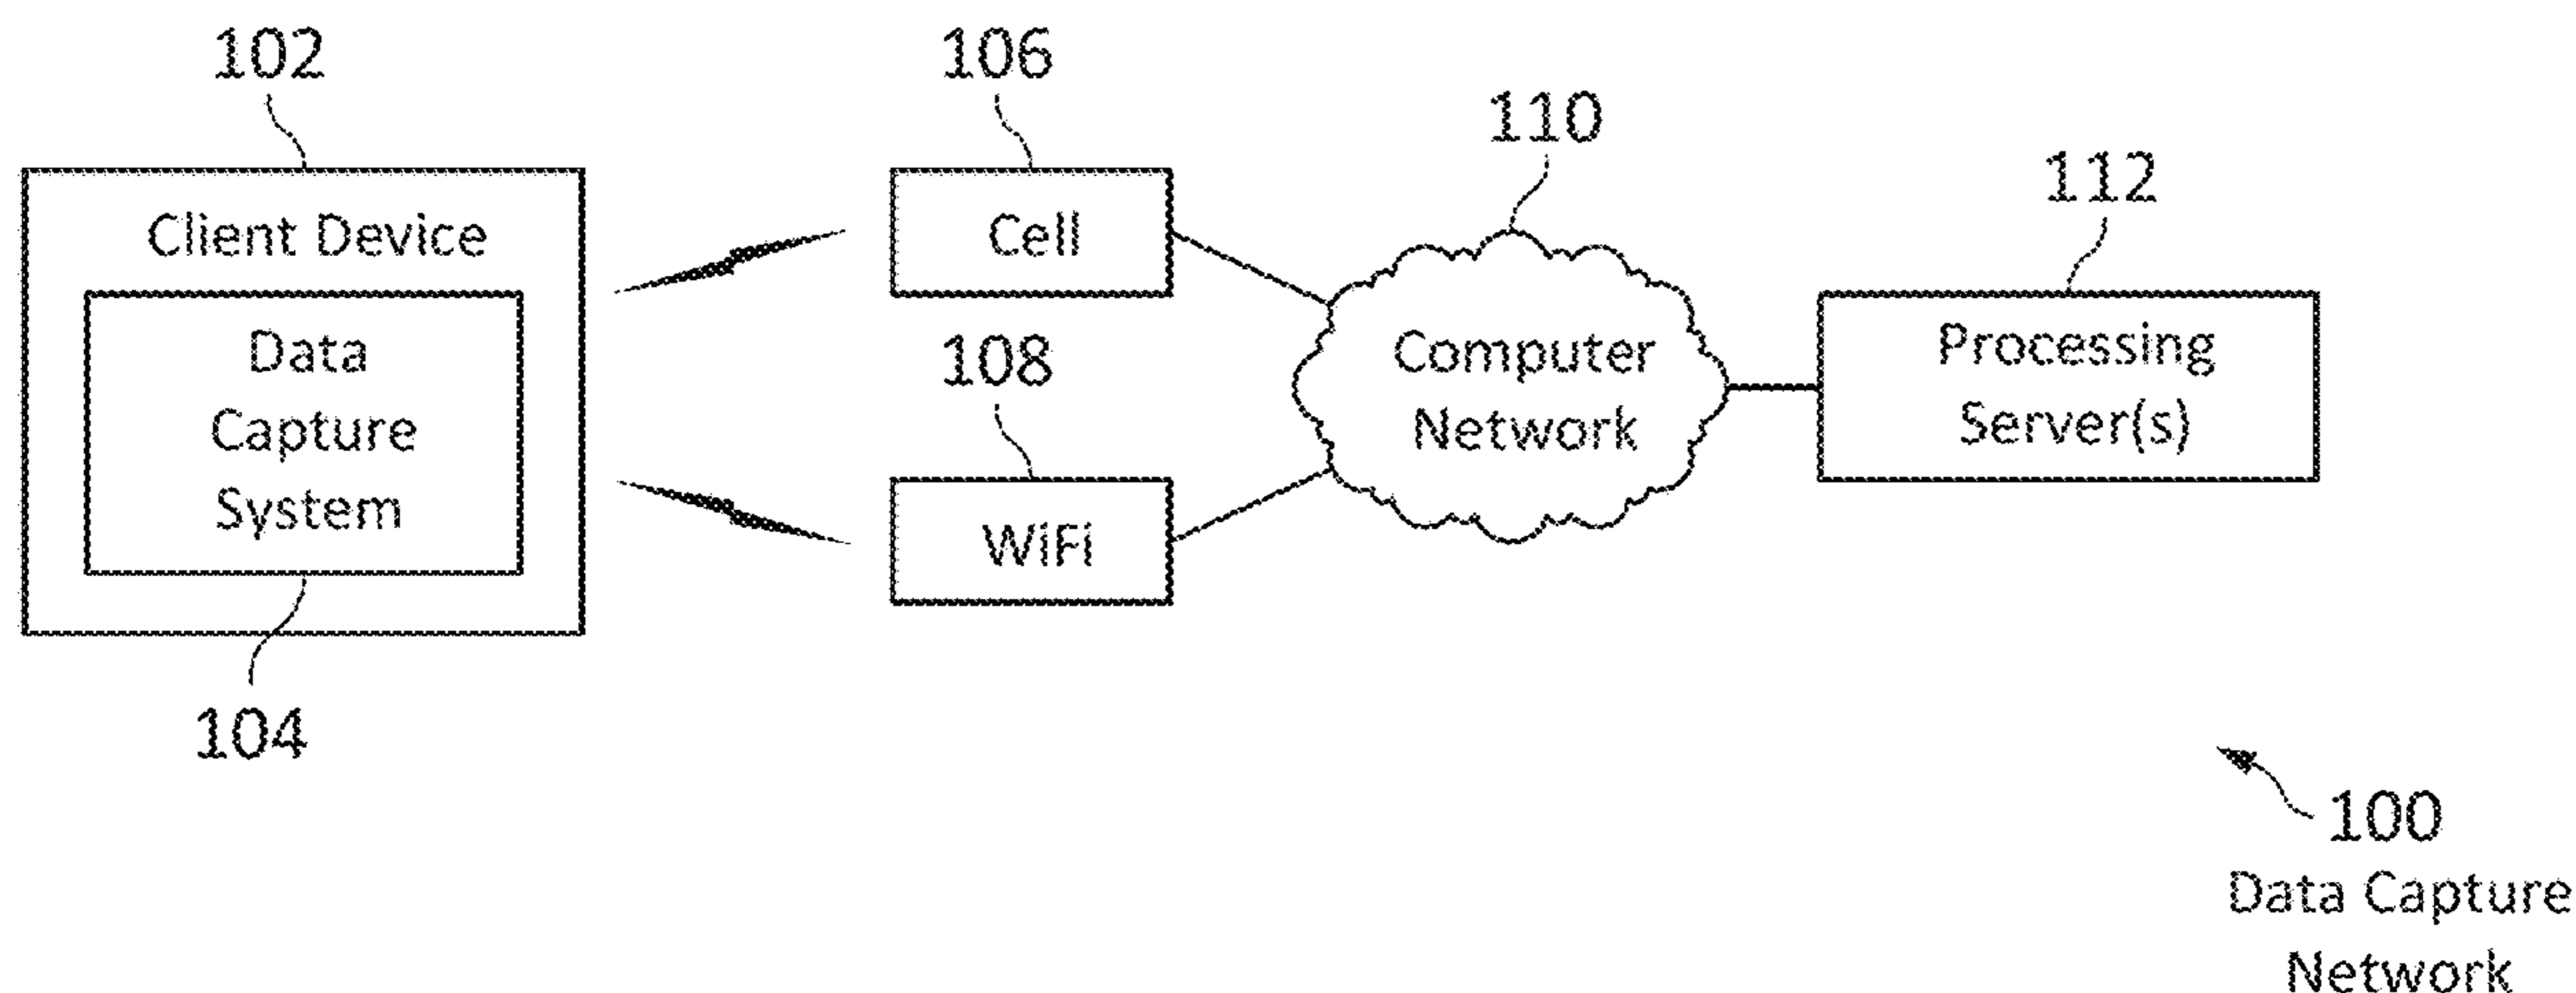 102
Client Device
Data
Capture
System
104
106
Cell
108
WiFi
110
Computer
Network
112
Processing
Server(s)
100
Data Capture
Network